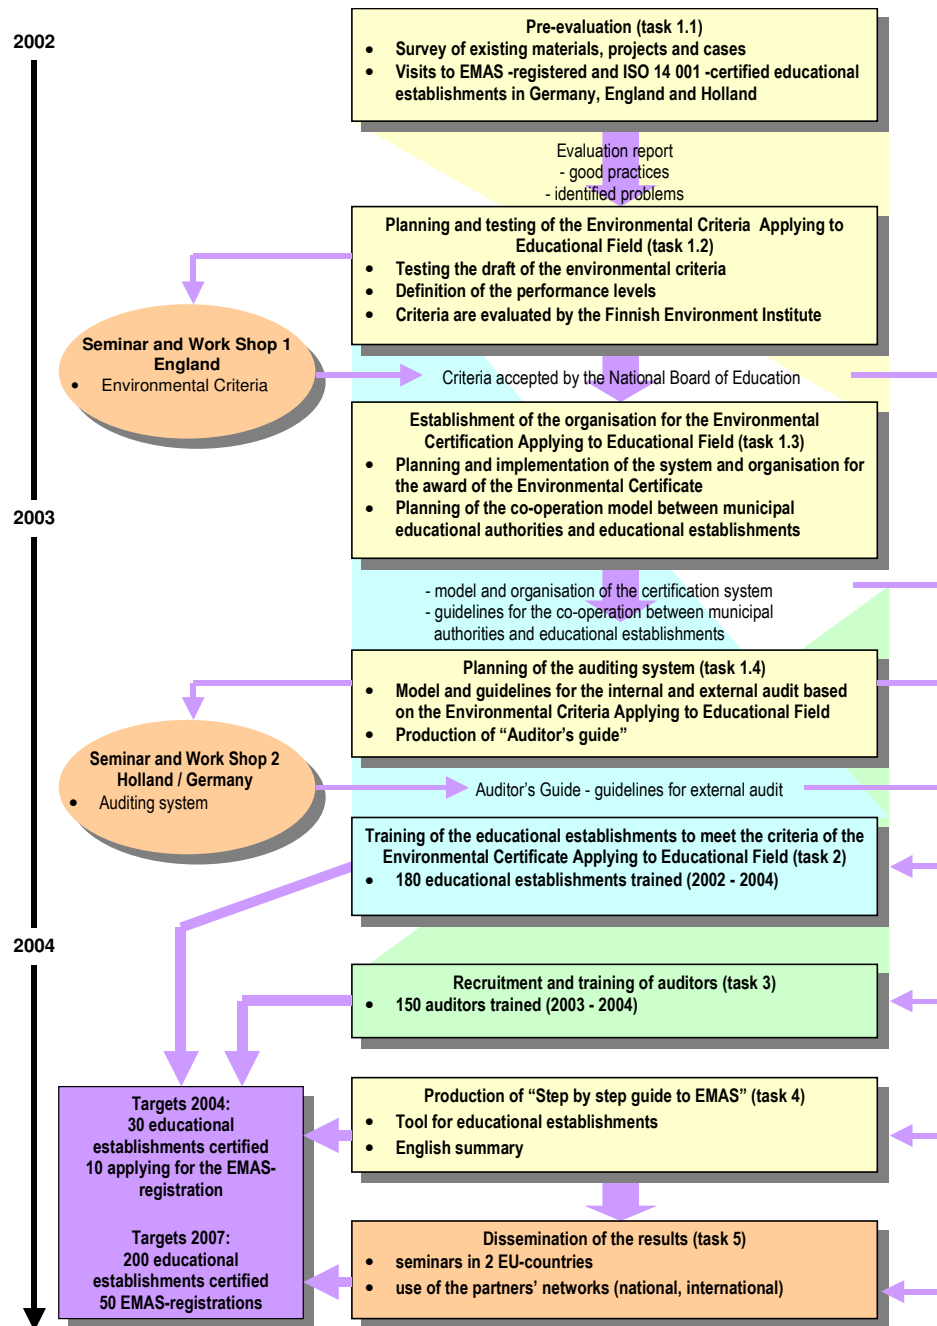 2002
Pre-evaluation (task 1.1)
• Survey of existing materials, projects and cases
• Visits to EMAS -registered and ISO 14 001 -certified educational
establishments in Germany, England and Holland
Evaluation report
- good practices
- identified problems
Planning and testing of the Environmental Criteria Applying to
Educational Field (task 1.2)
• Testing the draft of the environmental criteria
• Definition of the performance levels
• Criteria are evaluated by the Finnish Environment Institute
Seminar and Work Shop 1
England
• Environmental Criteria
Criteria accepted by the National Board of Education
Establishment of the organisation for the Environmental
Certification Applying to Educational Field (task 1.3)
• Planning and implementation of the system and organisation for
the award of the Environmental Certificate
• Planning of the co-operation model between municipal
educational authorities and educational establishments
2003
- model and organisation of the certification system
- guidelines for the co-operation between municipal
authorities and educational establishments
Planning of the auditing system (task 1.4)
• Model and guidelines for the internal and external audit based
on the Environmental Criteria Applying to Educational Field
• Production of “Auditor’s guide”
Seminar and Work Shop 2
Holland / Germany
• Auditing system
Auditor’s Guide - guidelines for external audit
Training of the educational establishments to meet the criteria of the
Environmental Certificate Applying to Educational Field (task 2)
• 180 educational establishments trained (2002 - 2004)
2004
Recruitment and training of auditors (task 3)
• 150 auditors trained (2003 - 2004)
Production of “Step by step guide to EMAS” (task 4)
• Tool for educational establishments
• English summary
Targets 2004:
30 educational
establishments certified
10 applying for the EMAS-
registration
Targets 2007:
200 educational
establishments certified
50 EMAS-registrations
Dissemination of the results (task 5)
• seminars in 2 EU-countries
• use of the partners’ networks (national, international)